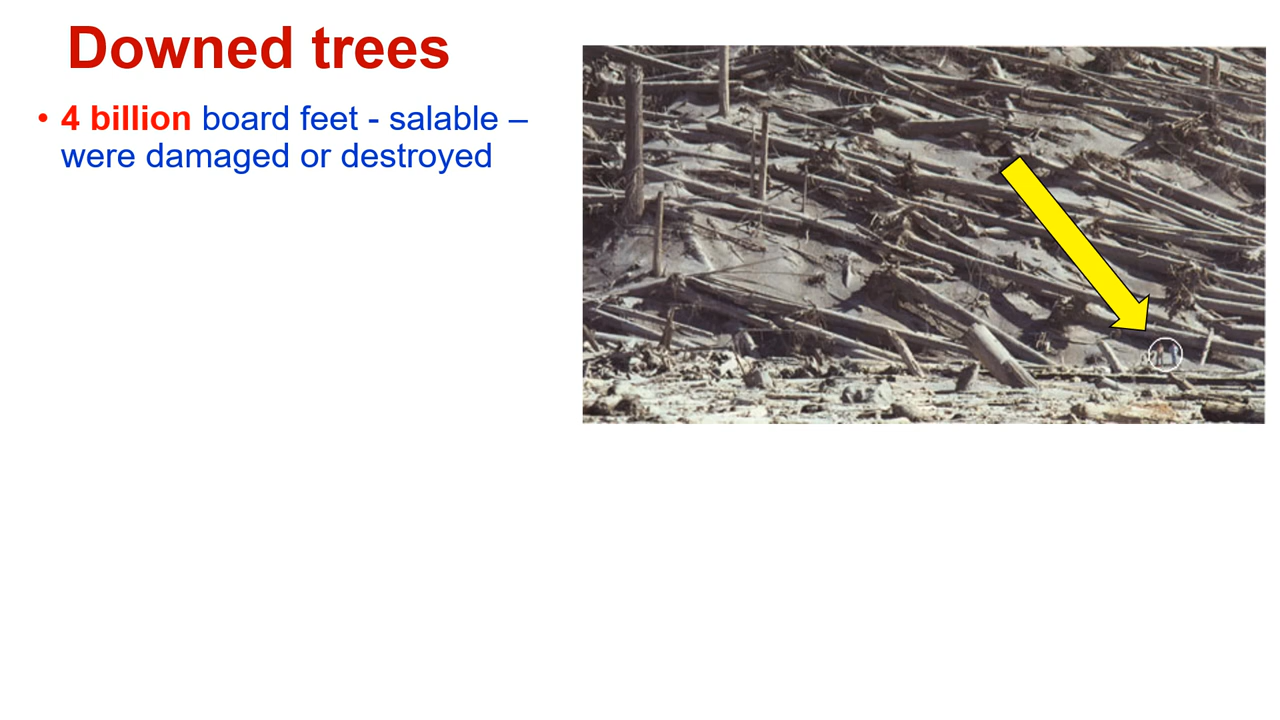 Downed trees
• 4 billion board feet - salable –
were damaged or destroyed